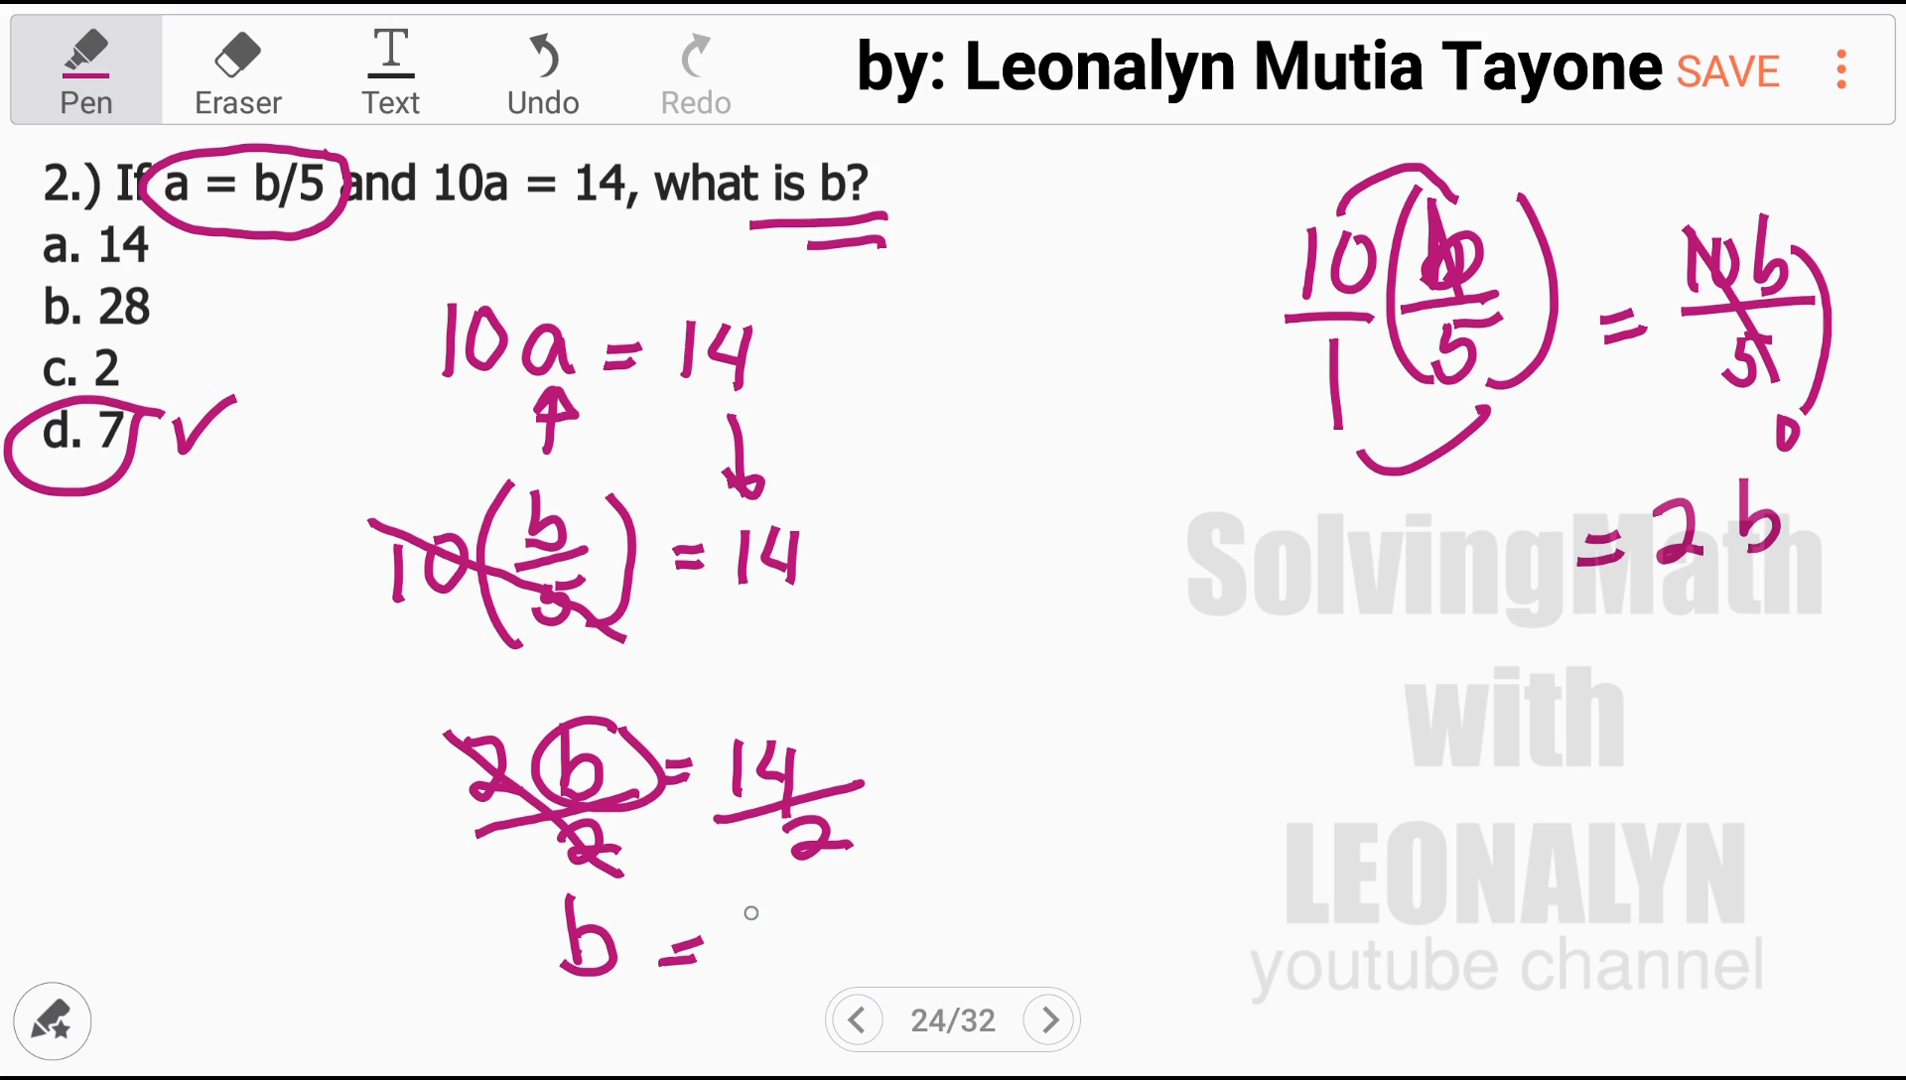 Pen Eraser Text Undo Redo by: Leonalyn Mutia Tayone SAVE
2.) If a = b/5 and 10a = 14, what is b?
a. 14
b. 28
c. 2
d. 7
10a = 14
10(b/5) = 14
2b/2 = 14/2
b =
10/1 (b/5) = 10b/5
= 2b
SolvingMath
with
LEONALYN
youtube channel
24/32